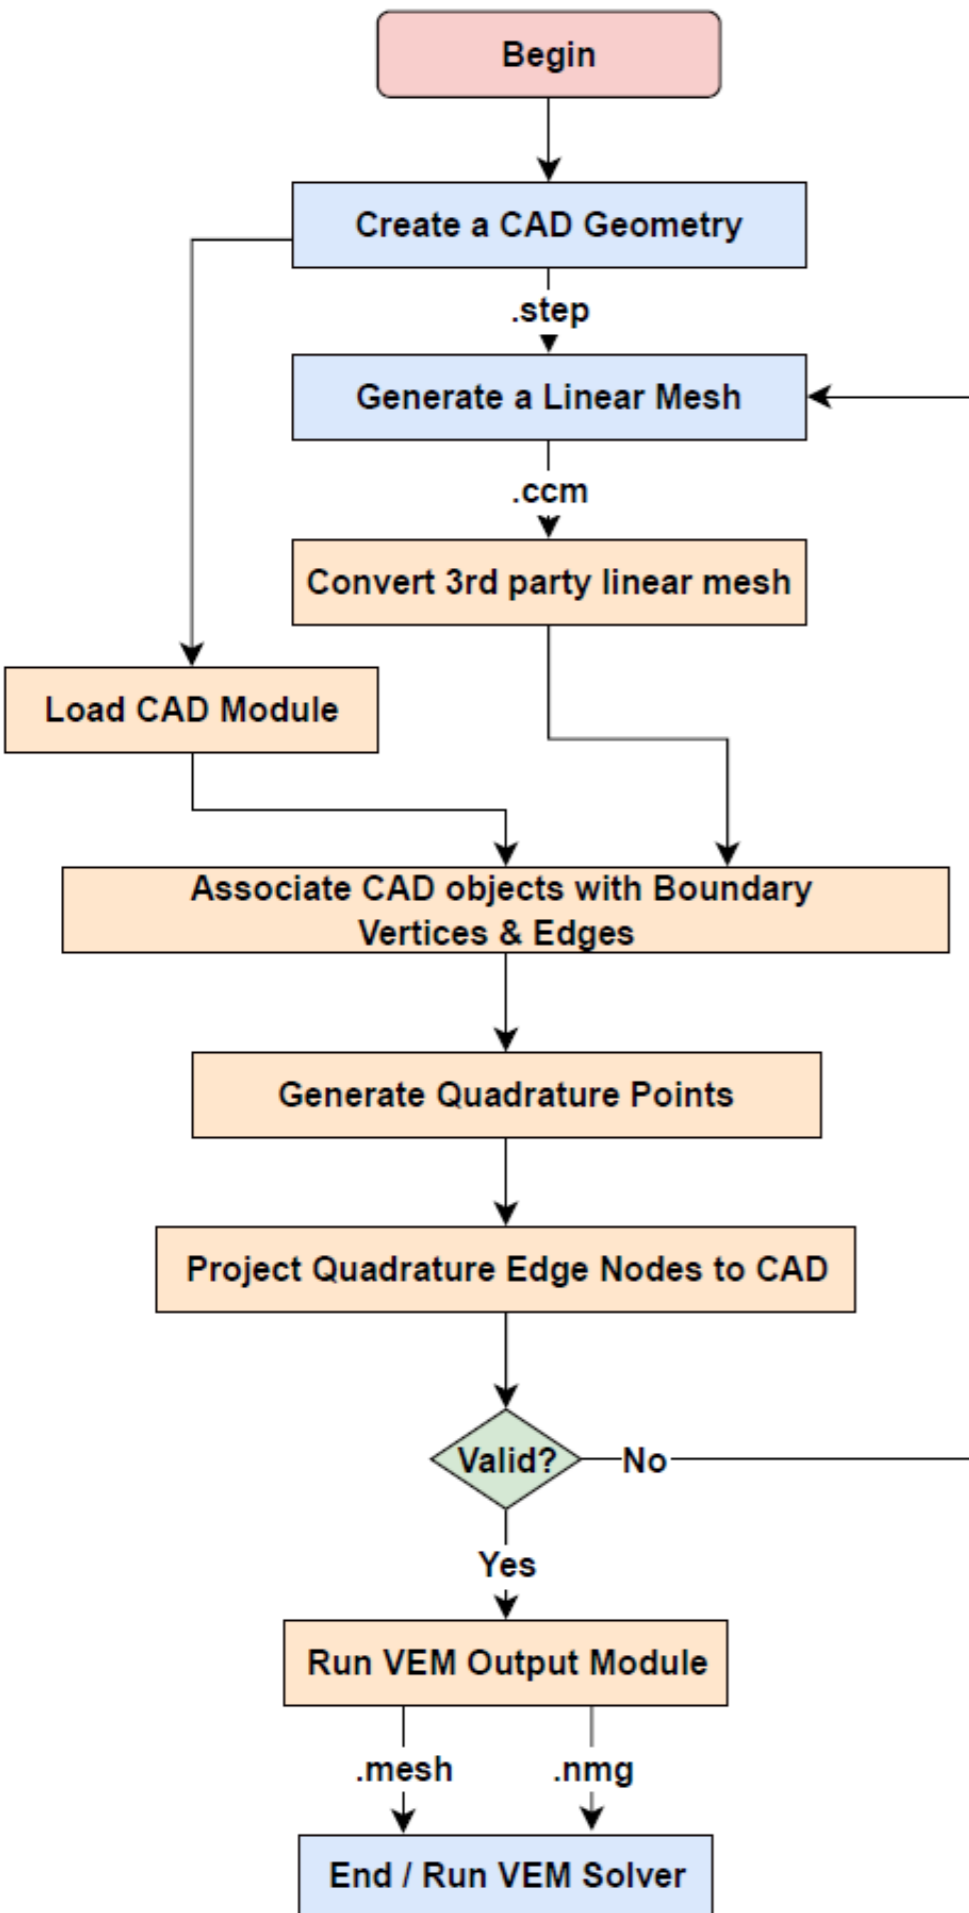 Begin
Create a CAD Geometry
.step
Generate a Linear Mesh
.ccm
Convert 3rd party linear mesh
Load CAD Module
Associate CAD objects with Boundary
Vertices & Edges
Generate Quadrature Points
Project Quadrature Edge Nodes to CAD
Valid?
No
Yes
Run VEM Output Module
.mesh
.nmg
End / Run VEM Solver